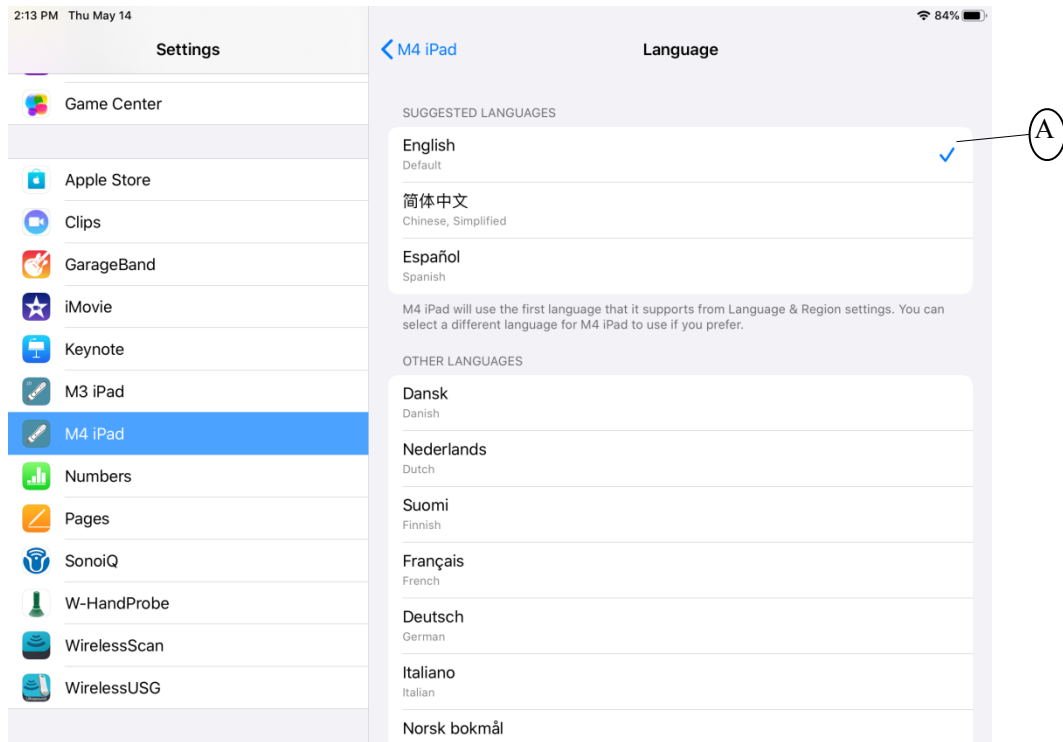 2:13 PM Thu May 14
84%
Settings
Game Center
Apple Store
Clips
GarageBand
iMovie
Keynote
M3 iPad
M4 iPad
Numbers
Pages
SonoiQ
W-HandProbe
WirelessScan
WirelessUSG
M4 iPad
Language
SUGGESTED LANGUAGES
English
Default
简体中文
Chinese, Simplified
Español
Spanish
M4 iPad will use the first language that it supports from Language & Region settings. You can
select a different language for M4 iPad to use if you prefer.
OTHER LANGUAGES
Dansk
Danish
Nederlands
Dutch
Suomi
Finnish
Français
French
Deutsch
German
Italiano
Italian
Norsk bokmål
A